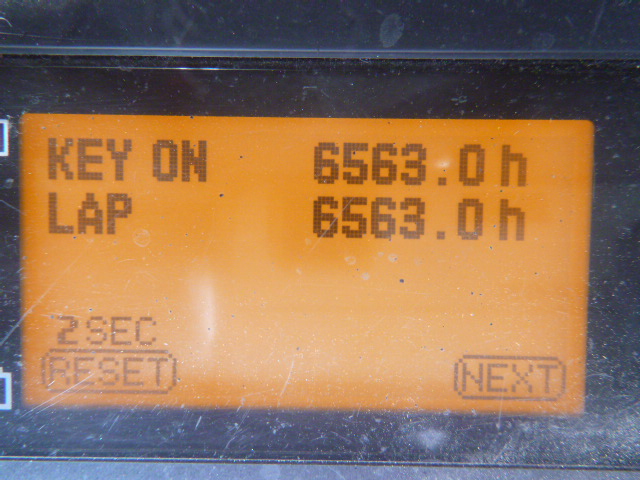 KEY ON 6563.0 h
LAP 6563.0 h
2 SEC
RESET NEXT